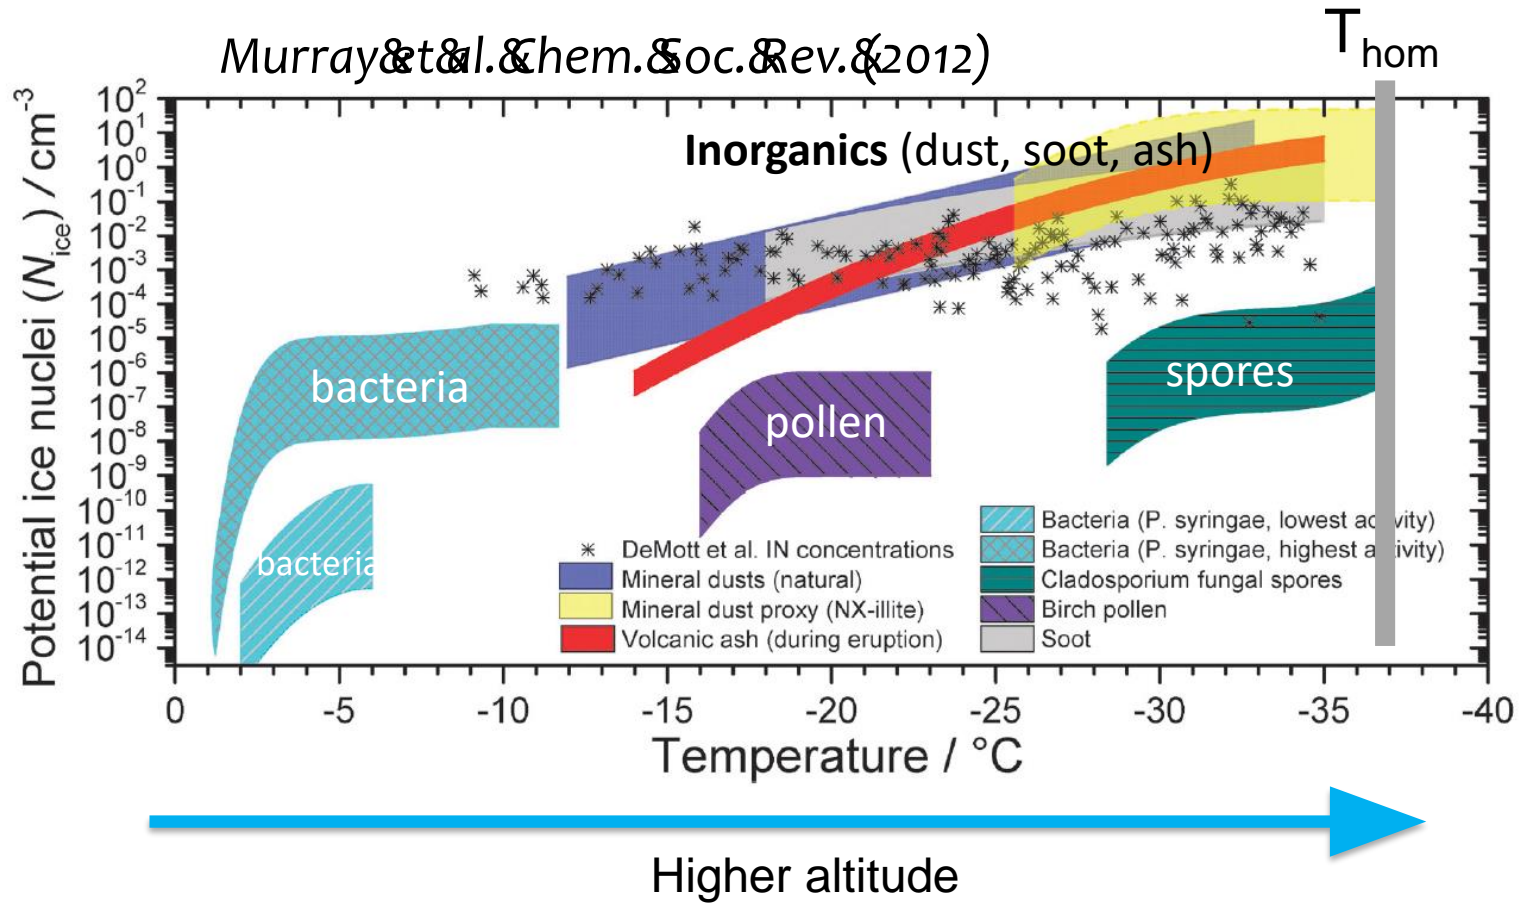 Murray&et&al.&Chem.&Soc.&Rev.&(2012)
T_hom
Potential ice nuclei (N_ice) / cm^-3
10^2
10^1
10^0
10^-1
10^-2
10^-3
10^-4
10^-5
10^-6
10^-7
10^-8
10^-9
10^-10
10^-11
10^-12
10^-13
10^-14
Inorganics (dust, soot, ash)
bacteria
pollen
spores
bacteria
DeMott et al. IN concentrations
Mineral dusts (natural)
Mineral dust proxy (NX-illite)
Volcanic ash (during eruption)
Bacteria (P. syringae, lowest activity)
Bacteria (P. syringae, highest activity)
Cladosporium fungal spores
Birch pollen
Soot
0 -5 -10 -15 -20 -25 -30 -35 -40
Temperature / °C
Higher altitude